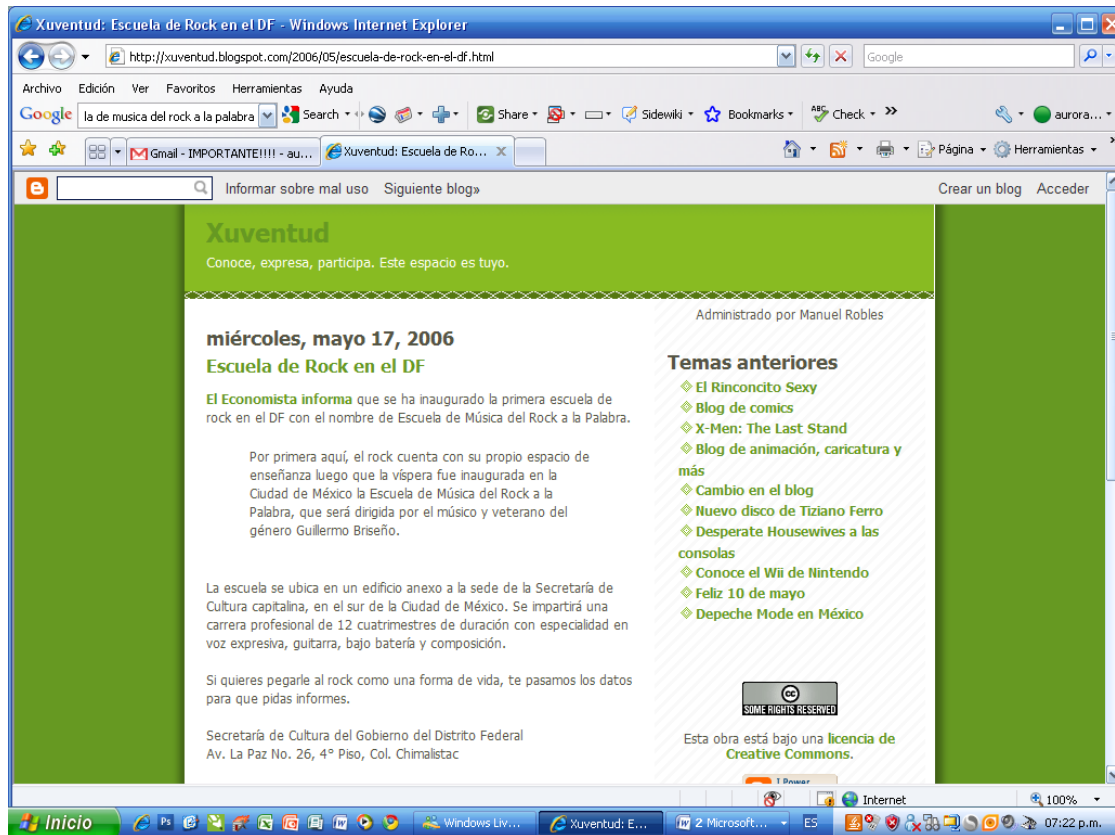 Xuventud: Escuela de Rock en el DF - Windows Internet Explorer
http://xuventud.blogspot.com/2006/05/escuela-de-rock-en-el-df.html
Google
Archivo Edición Ver Favoritos Herramientas Ayuda
Google la de musica del rock a la palabra Search Share Sidewiki Bookmarks Check aurora...
Gmail - IMPORTANTE!!!! - au... Xuventud: Escuela de Ro... X Página Herramientas
Informar sobre mal uso Siguiente blog» Crear un blog Acceder
Xuventud
Conoce, expresa, participa. Este espacio es tuyo.
miércoles, mayo 17, 2006
Escuela de Rock en el DF
El Economista informa que se ha inaugurado la primera escuela de
rock en el DF con el nombre de Escuela de Música del Rock a la Palabra.
Por primera aquí, el rock cuenta con su propio espacio de
enseñanza luego que la víspera fue inaugurada en la
Ciudad de México la Escuela de Música del Rock a la
Palabra, que será dirigida por el músico y veterano del
género Guillermo Briseño.
La escuela se ubica en un edificio anexo a la sede de la Secretaría de
Cultura capitalina, en el sur de la Ciudad de México. Se impartirá una
carrera profesional de 12 cuatrimestres de duración con especialidad en
voz expresiva, guitarra, bajo batería y composición.
Si quieres pegarle al rock como una forma de vida, te pasamos los datos
para que pidas informes.
Secretaría de Cultura del Gobierno del Distrito Federal
Av. La Paz No. 26, 4° Piso, Col. Chimalistac
Administrado por Manuel Robles
Temas anteriores
El Rinconcito Sexy
Blog de comics
X-Men: The Last Stand
Blog de animación, caricatura y
más
Cambio en el blog
Nuevo disco de Tiziano Ferro
Desperate Housewives a las
consolas
Conoce el Wii de Nintendo
Feliz 10 de mayo
Depeche Mode en México
cc
SOME RIGHTS RESERVED
Esta obra está bajo una licencia de
Creative Commons.
I Power
Internet 100%
Inicio Windows Liv... Xuventud: E... 2 Microsoft... ES 07:22 p.m.